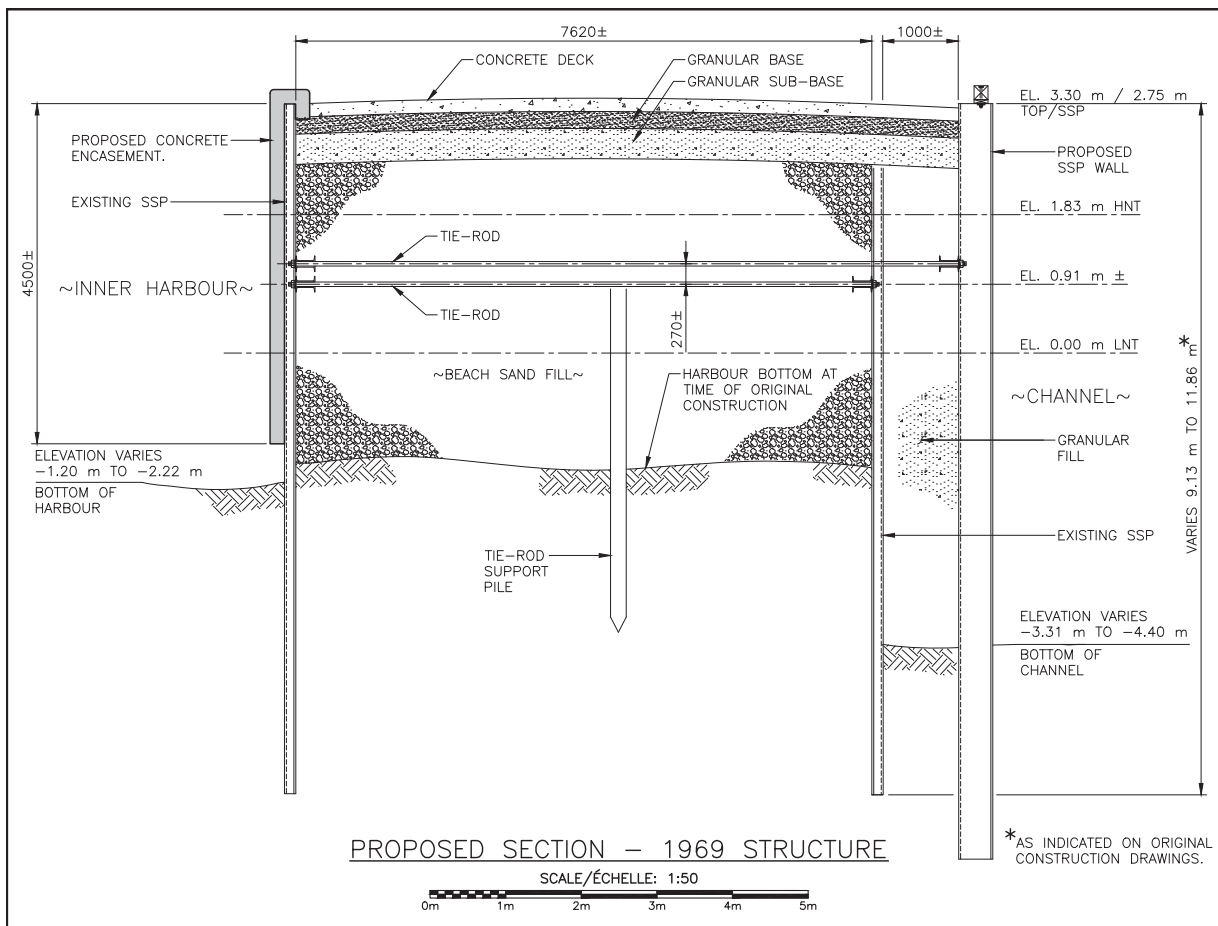 7620±
1000±
CONCRETE DECK
GRANULAR BASE
GRANULAR SUB-BASE
EL. 3.30 m / 2.75 m
TOP/SSP
PROPOSED CONCRETE
ENCASEMENT.
PROPOSED
SSP WALL
EXISTING SSP
EL. 1.83 m HNT
TIE-ROD
4500±
~INNER HARBOUR~
EL. 0.91 m ±
TIE-ROD
270±
EL. 0.00 m LNT
~BEACH SAND FILL~
HARBOUR BOTTOM AT
TIME OF ORIGINAL
CONSTRUCTION
~CHANNEL~
VARIES 9.13 m TO 11.86 m*
GRANULAR
FILL
ELEVATION VARIES
-1.20 m TO -2.22 m
BOTTOM OF
HARBOUR
EXISTING SSP
TIE-ROD
SUPPORT
PILE
ELEVATION VARIES
-3.31 m TO -4.40 m
BOTTOM OF
CHANNEL
PROPOSED SECTION - 1969 STRUCTURE
*AS INDICATED ON ORIGINAL
CONSTRUCTION DRAWINGS.
SCALE/ÉCHELLE: 1:50
0m 1m 2m 3m 4m 5m